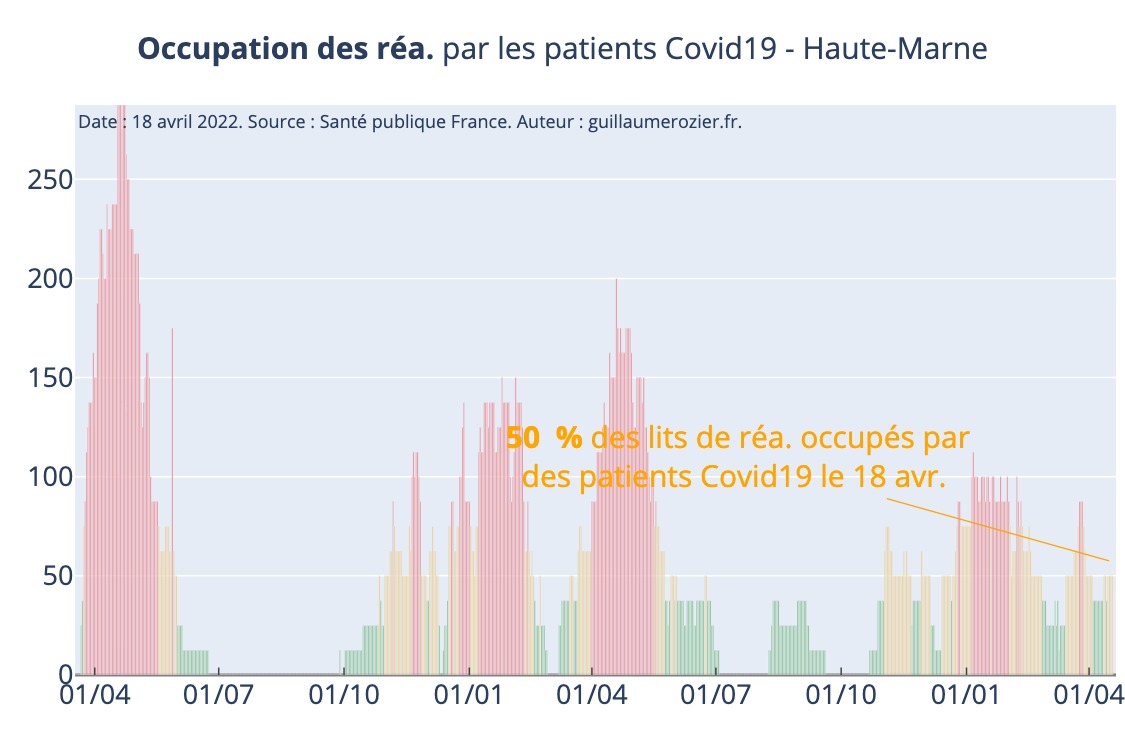 Occupation des réa. par les patients Covid19 - Haute-Marne
Date : 18 avril 2022. Source : Santé publique France. Auteur : guillaumerozier.fr.
250
200
150
50 % des lits de réa. occupés par
des patients Covid19 le 18 avr.
100
50
0
01/04 01/07 01/10 01/01 01/04 01/07 01/10 01/01 01/04